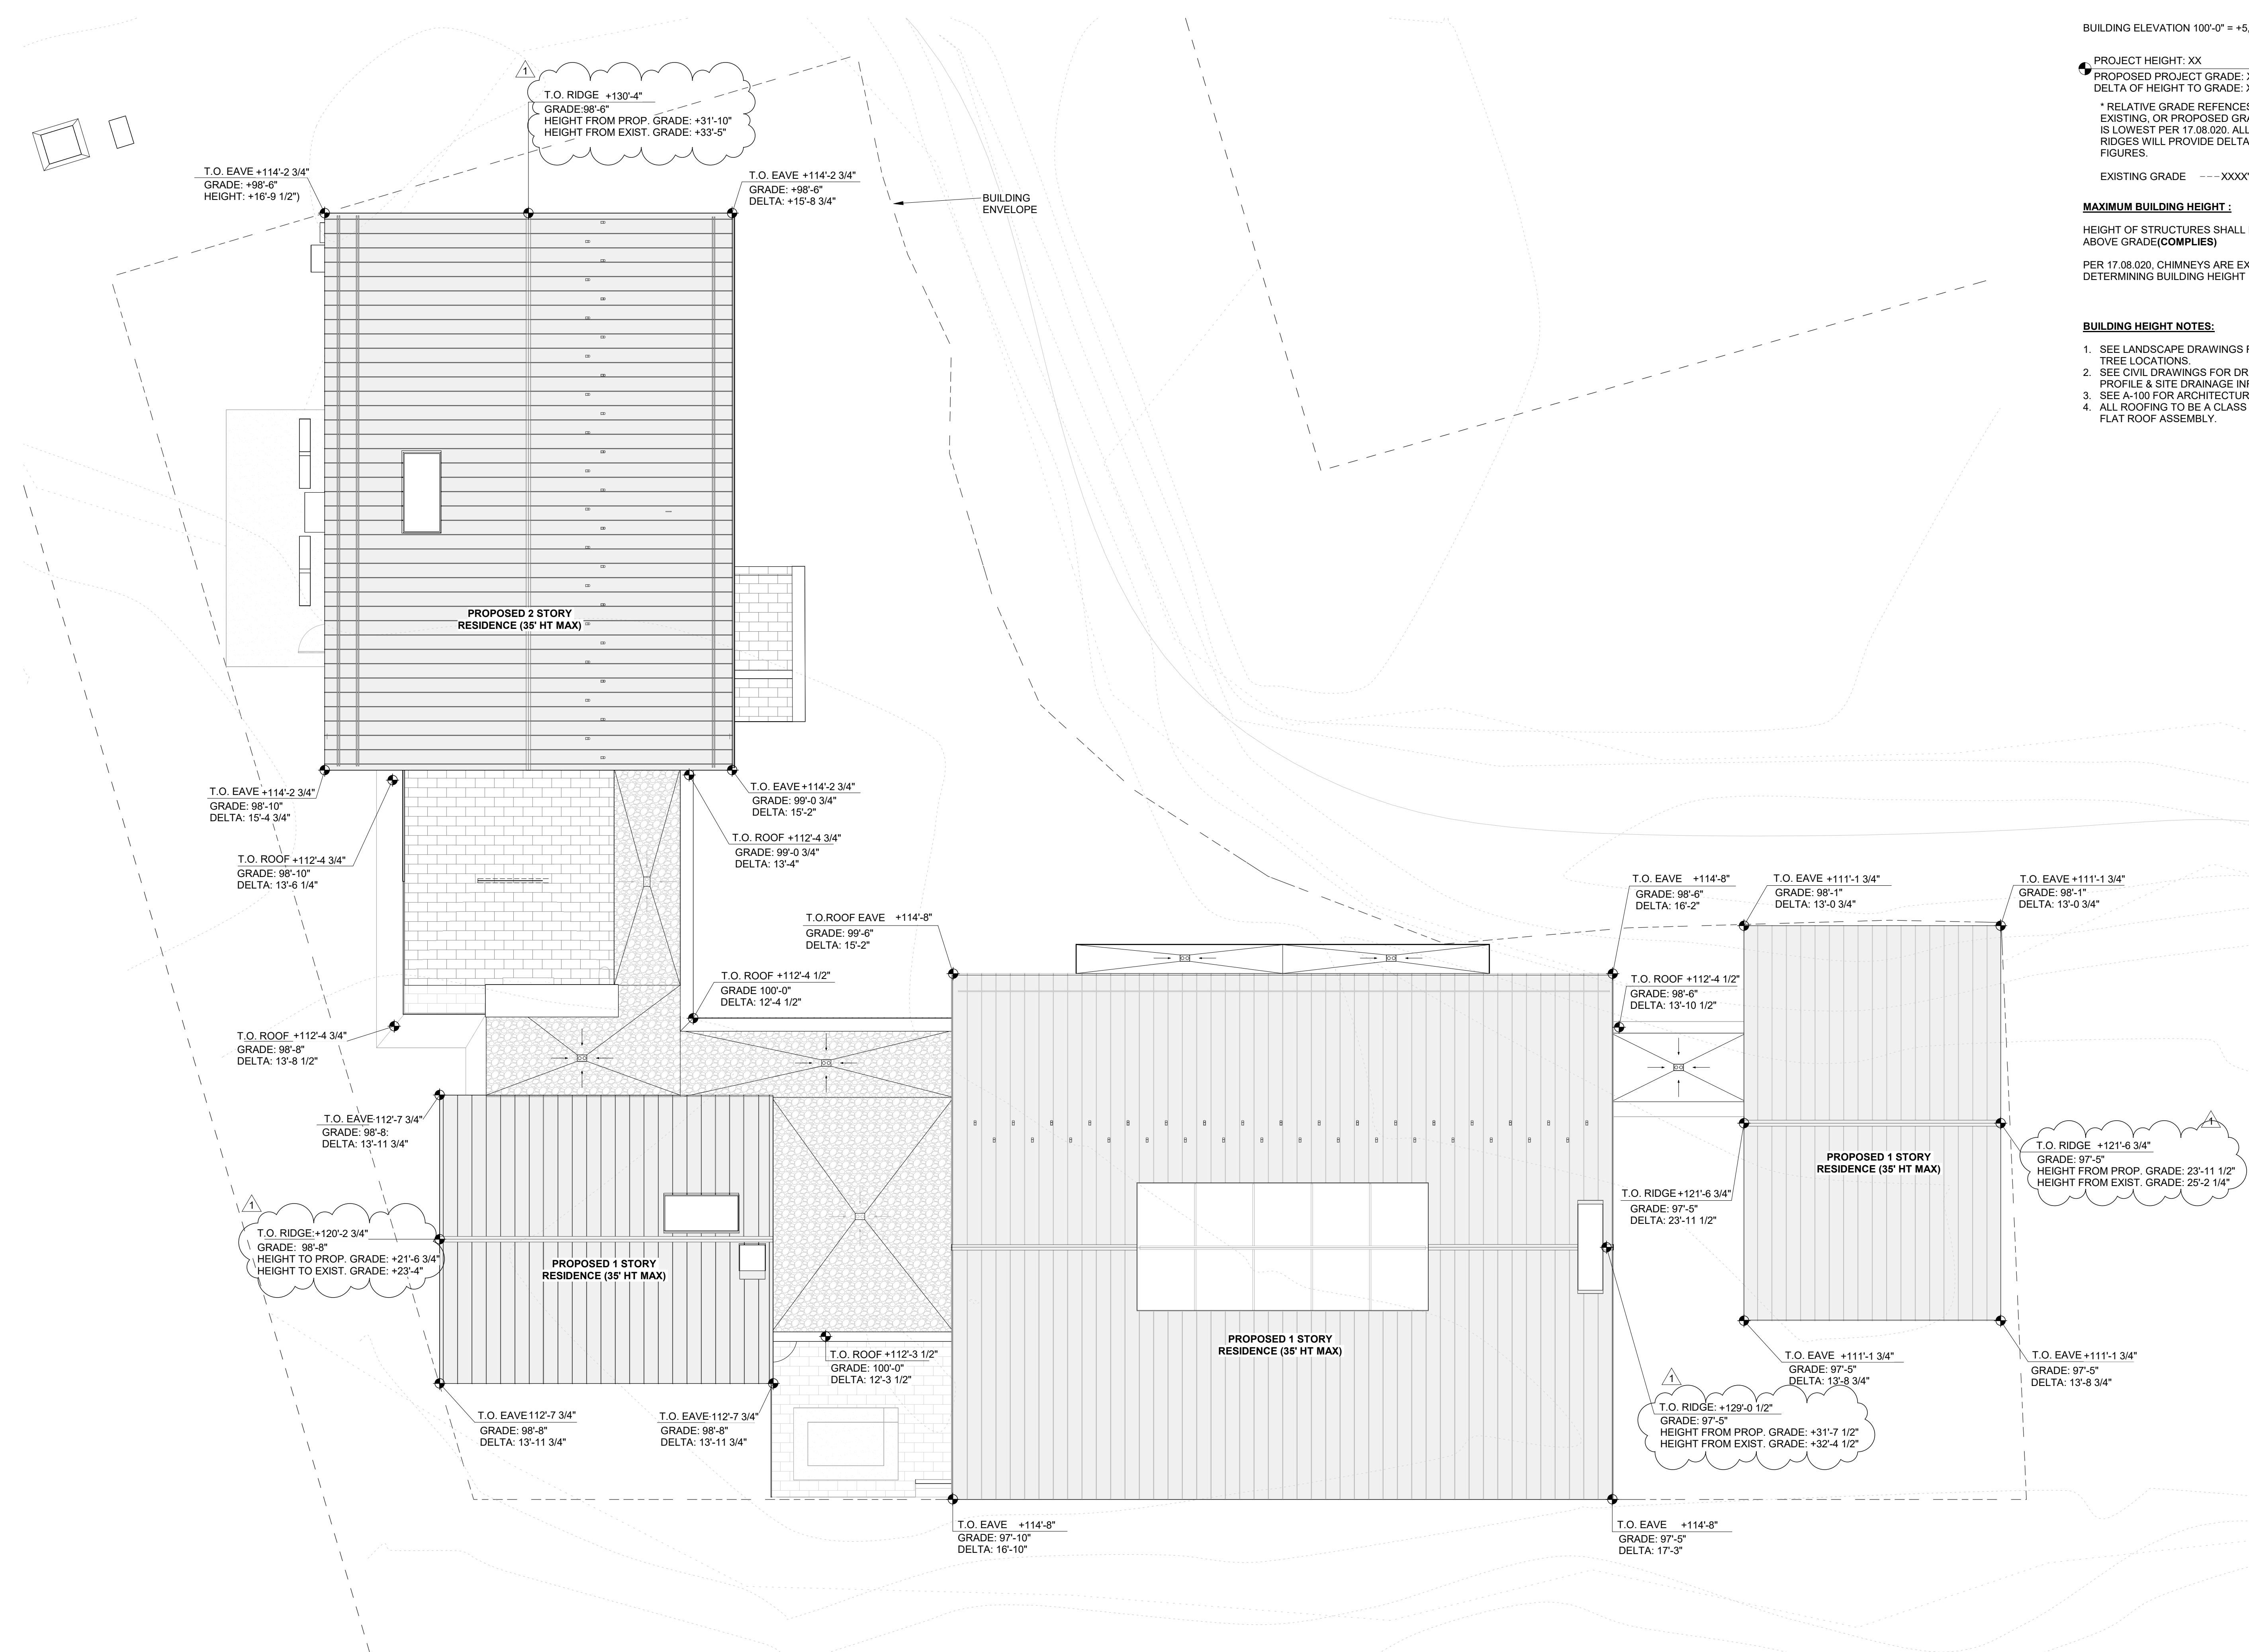 BUILDING ELEVATION 100'-0" = +5,
PROJECT HEIGHT: XX
PROPOSED PROJECT GRADE: X
DELTA OF HEIGHT TO GRADE: X
* RELATIVE GRADE REFENCES
EXISTING, OR PROPOSED GRA
IS LOWEST PER 17.08.020. ALL
RIDGES WILL PROVIDE DELTA
FIGURES.
EXISTING GRADE ---XXXX'
MAXIMUM BUILDING HEIGHT :
HEIGHT OF STRUCTURES SHALL
ABOVE GRADE(COMPLIES)
PER 17.08.020, CHIMNEYS ARE EX
DETERMINING BUILDING HEIGHT
BUILDING HEIGHT NOTES:
1. SEE LANDSCAPE DRAWINGS F
TREE LOCATIONS.
2. SEE CIVIL DRAWINGS FOR DR
PROFILE & SITE DRAINAGE INF
3. SEE A-100 FOR ARCHITECTUR
4. ALL ROOFING TO BE A CLASS
FLAT ROOF ASSEMBLY.
1
T.O. RIDGE +130'-4"
GRADE:98'-6"
HEIGHT FROM PROP. GRADE: +31'-10"
HEIGHT FROM EXIST. GRADE: +33'-5"
T.O. EAVE +114'-2 3/4"
GRADE: +98'-6"
HEIGHT: +16'-9 1/2")
T.O. EAVE +114'-2 3/4"
GRADE: +98'-6"
DELTA: +15'-8 3/4"
BUILDING
ENVELOPE
PROPOSED 2 STORY
RESIDENCE (35' HT MAX)
T.O. EAVE +114'-2 3/4"
GRADE: 98'-10"
DELTA: 15'-4 3/4"
T.O. EAVE +114'-2 3/4"
GRADE: 99'-0 3/4"
DELTA: 15'-2"
T.O. ROOF +112'-4 3/4"
GRADE: 99'-0 3/4"
DELTA: 13'-4"
T.O. ROOF +112'-4 3/4"
GRADE: 98'-10"
DELTA: 13'-6 1/4"
T.O.ROOF EAVE +114'-8"
GRADE: 99'-6"
DELTA: 15'-2"
T.O. EAVE +114'-8"
GRADE: 98'-6"
DELTA: 16'-2"
T.O. EAVE +111'-1 3/4"
GRADE: 98'-1"
DELTA: 13'-0 3/4"
T.O. EAVE +111'-1 3/4"
GRADE: 98'-1"
DELTA: 13'-0 3/4"
T.O. ROOF +112'-4 1/2"
GRADE 100'-0"
DELTA: 12'-4 1/2"
T.O. ROOF +112'-4 1/2"
GRADE: 98'-6"
DELTA: 13'-10 1/2"
T.O. ROOF +112'-4 3/4"
GRADE: 98'-8"
DELTA: 13'-8 1/2"
T.O. EAVE 112'-7 3/4"
GRADE: 98'-8:
DELTA: 13'-11 3/4"
1
T.O. RIDGE +121'-6 3/4"
GRADE: 97'-5"
HEIGHT FROM PROP. GRADE: 23'-11 1/2"
HEIGHT FROM EXIST. GRADE: 25'-2 1/4"
PROPOSED 1 STORY
RESIDENCE (35' HT MAX)
T.O. RIDGE +121'-6 3/4"
GRADE: 97'-5"
DELTA: 23'-11 1/2"
1
T.O. RIDGE: +120'-2 3/4"
GRADE: 98'-8"
HEIGHT TO PROP. GRADE: +21'-6 3/4"
HEIGHT TO EXIST. GRADE: +23'-4"
PROPOSED 1 STORY
RESIDENCE (35' HT MAX)
PROPOSED 1 STORY
RESIDENCE (35' HT MAX)
T.O. ROOF +112'-3 1/2"
GRADE: 100'-0"
DELTA: 12'-3 1/2"
T.O. EAVE +111'-1 3/4"
GRADE: 97'-5"
DELTA: 13'-8 3/4"
T.O. EAVE +111'-1 3/4"
GRADE: 97'-5"
DELTA: 13'-8 3/4"
1
T.O. RIDGE: +129'-0 1/2"
GRADE: 97'-5"
HEIGHT FROM PROP. GRADE: +31'-7 1/2"
HEIGHT FROM EXIST. GRADE: +32'-4 1/2"
T.O. EAVE 112'-7 3/4"
GRADE: 98'-8"
DELTA: 13'-11 3/4"
T.O. EAVE 112'-7 3/4"
GRADE: 98'-8"
DELTA: 13'-11 3/4"
T.O. EAVE +114'-8"
GRADE: 97'-10"
DELTA: 16'-10"
T.O. EAVE +114'-8"
GRADE: 97'-5"
DELTA: 17'-3"